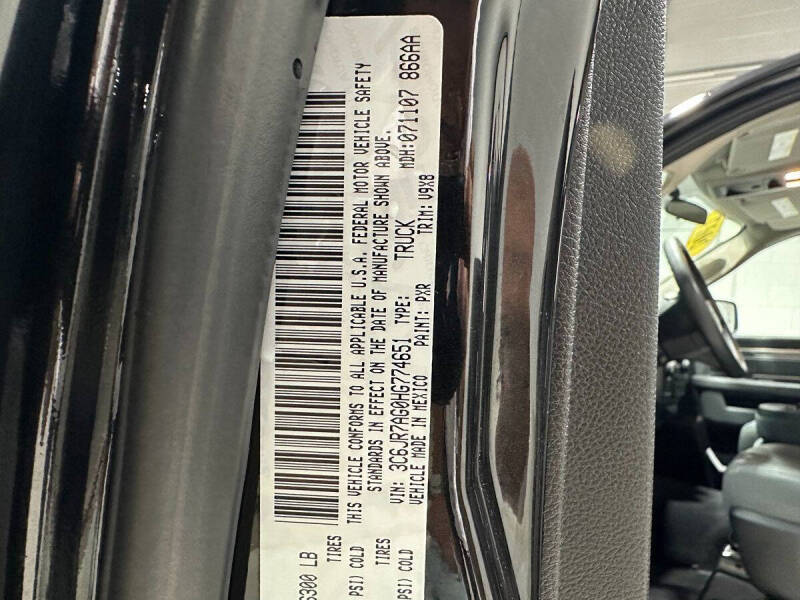 6300 LB
TIRES
PSI) COLD
THIS VEHICLE CONFORMS TO ALL APPLICABLE U.S.A. FEDERAL MOTOR VEHICLE SAFETY
STANDARDS IN EFFECT ON THE DATE OF MANUFACTURE SHOWN ABOVE.
TIRES
PSI) COLD
VIN: 3C6JR7AG0HG774651 TYPE: TRUCK MDH:071107 866AA
VEHICLE MADE IN MEXICO PAINT: PXR TRIM: V9X8